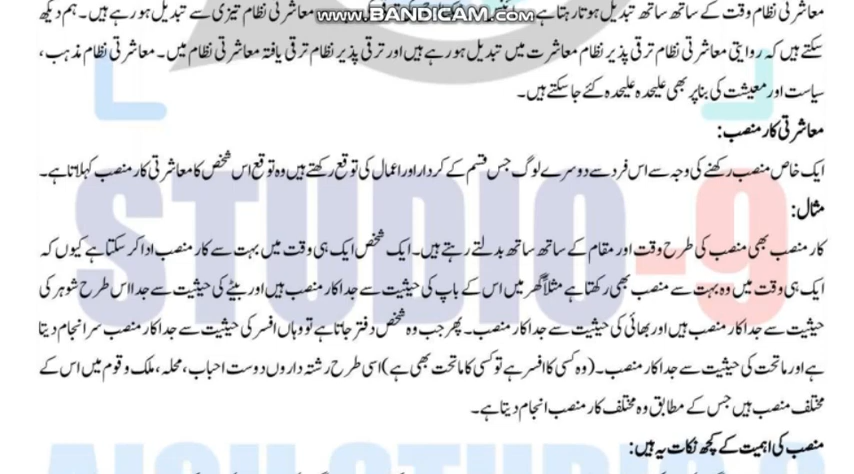 معاشرتی نظام وقت کے ساتھ ساتھ تبدیل ہوتا رہتا ہے معاشرتی نظام تیزی سے تبدیل ہو رہے ہیں۔ ہم دیکھ
www.BANDICAM.com
سکتے ہیں کہ روایتی معاشرتی نظام ترقی پذیر نظام معاشرت میں تبدیل ہو رہے ہیں اور ترقی پذیر نظام ترقی یافتہ معاشرتی نظام میں۔ معاشرتی نظام مذہب،
سیاست اور معیشت کی بنا پر بھی علیحدہ علیحدہ کئے جا سکتے ہیں۔
معاشرتی کار منصب:
ایک خاص منصب رکھنے کی وجہ سے اس فرد سے دوسرے لوگ جس قسم کے کردار اور اعمال کی توقع رکھتے ہیں وہ توقع اس شخص کا معاشرتی کار منصب کہلاتا ہے۔
مثال:
کار منصب بھی منصب کی طرح وقت اور مقام کے ساتھ ساتھ بدلتے رہتے ہیں۔ ایک شخص ایک ہی وقت میں بہت سے کار منصب ادا کر سکتا ہے کیوں کہ
ایک ہی وقت میں وہ بہت سے منصب بھی رکھتا ہے مثلاً گھر میں اس کے باپ کی حیثیت سے جدا کار منصب ہیں اور بیٹے کی حیثیت سے جدا اس طرح شوہر کی
حیثیت سے جدا کار منصب ہیں اور بھائی کی حیثیت سے جدا کار منصب۔ پھر جب وہ شخص دفتر جاتا ہے تو وہاں افسر کی حیثیت سے جدا کار منصب سرانجام دیتا
ہے اور ماتحت کی حیثیت سے جدا کار منصب۔ (وہ کسی کا افسر ہے تو کسی کا ماتحت بھی ہے) اسی طرح رشتہ داروں دوست احباب، محلہ، ملک و قوم میں اس کے
مختلف منصب ہیں جس کے مطابق وہ مختلف کار منصب انجام دیتا ہے۔
منصب کی اہمیت کے کچھ نکات یہ ہیں:
STUDIO-9